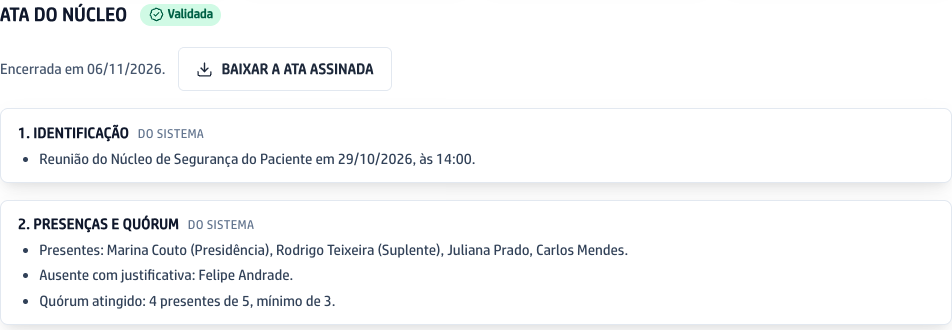 ATA DO NÚCLEO Validada
Encerrada em 06/11/2026. BAIXAR A ATA ASSINADA
1. IDENTIFICAÇÃO DO SISTEMA
• Reunião do Núcleo de Segurança do Paciente em 29/10/2026, às 14:00.
2. PRESENÇAS E QUÓRUM DO SISTEMA
• Presentes: Marina Couto (Presidência), Rodrigo Teixeira (Suplente), Juliana Prado, Carlos Mendes.
• Ausente com justificativa: Felipe Andrade.
• Quórum atingido: 4 presentes de 5, mínimo de 3.